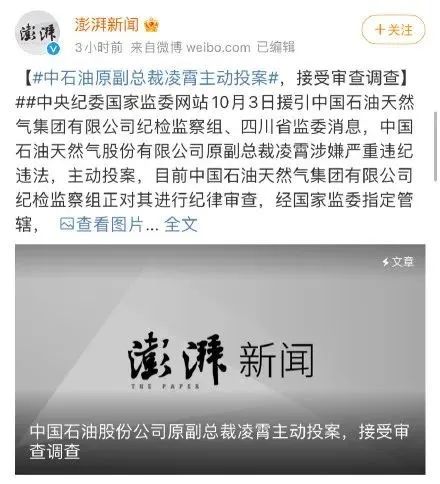 澎湃
澎湃新闻
+关注
3小时前 来自微博 weibo.com 已编辑
【#中石油原副总裁凌霄主动投案#，接受审查调查】
##中央纪委国家监委网站10月3日援引中国石油天然
气集团有限公司纪检监察组、四川省监委消息，中国
石油天然气股份有限公司原副总裁凌霄涉嫌严重违纪
违法，主动投案，目前中国石油天然气集团有限公司
纪检监察组正对其进行纪律审查，经国家监委指定管
辖， 查看图片... 全文
文章
澎湃新闻
THE PAPER
中国石油股份公司原副总裁凌霄主动投案，接受审
查调查